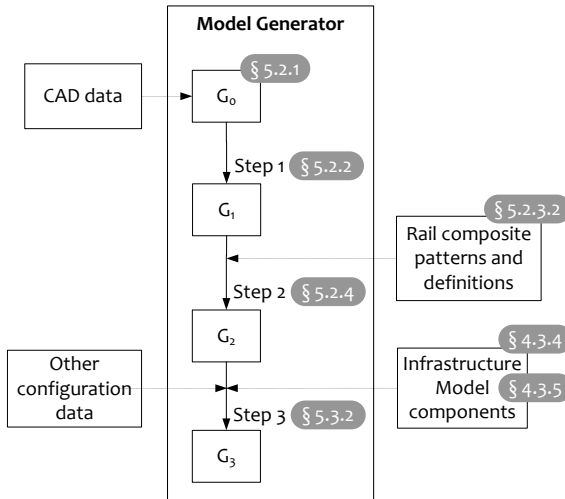 Model Generator
§ 5.2.1
CAD data
G₀
Step 1 § 5.2.2
G₁
§ 5.2.3.2
Rail composite
patterns and
definitions
Step 2 § 5.2.4
G₂
Other
configuration
data
§ 4.3.4
Infrastructure
Model § 4.3.5
components
Step 3 § 5.3.2
G₃